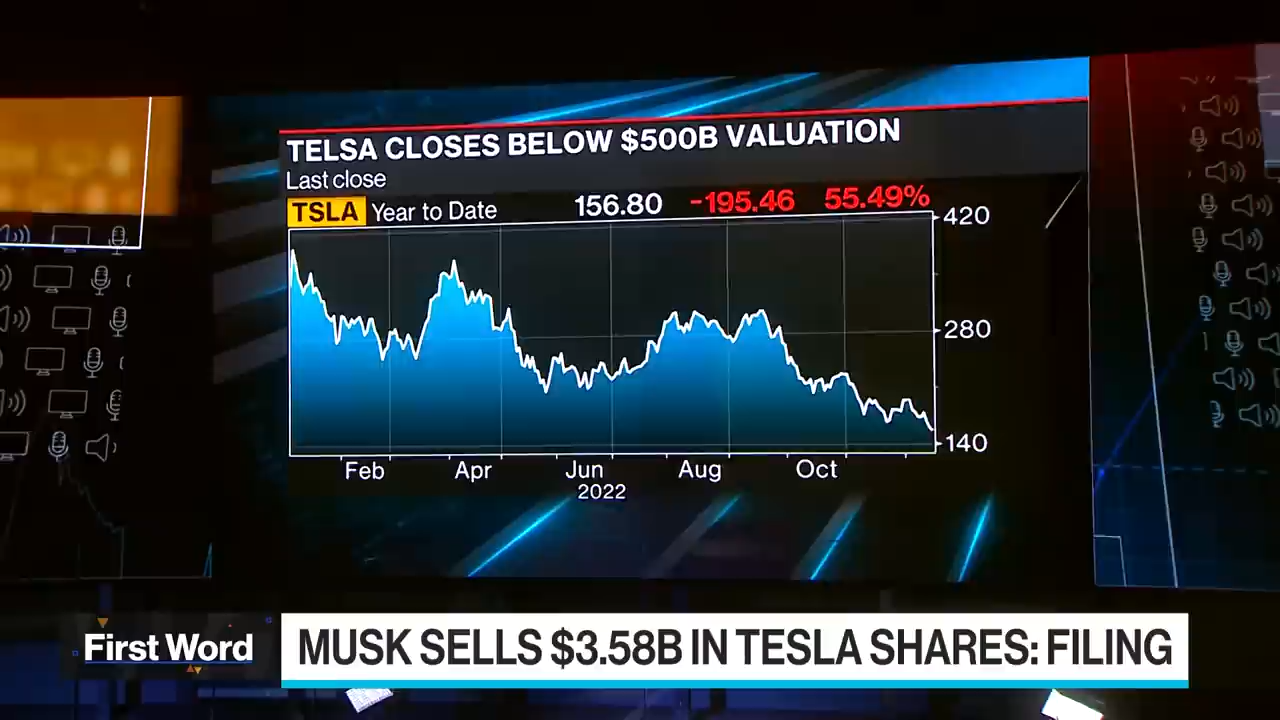 TELSA CLOSES BELOW $500B VALUATION
Last close
TSLA Year to Date 156.80 -195.46 55.49%
420
280
140
Feb Apr Jun Aug Oct
2022
First Word
MUSK SELLS $3.58B IN TESLA SHARES: FILING